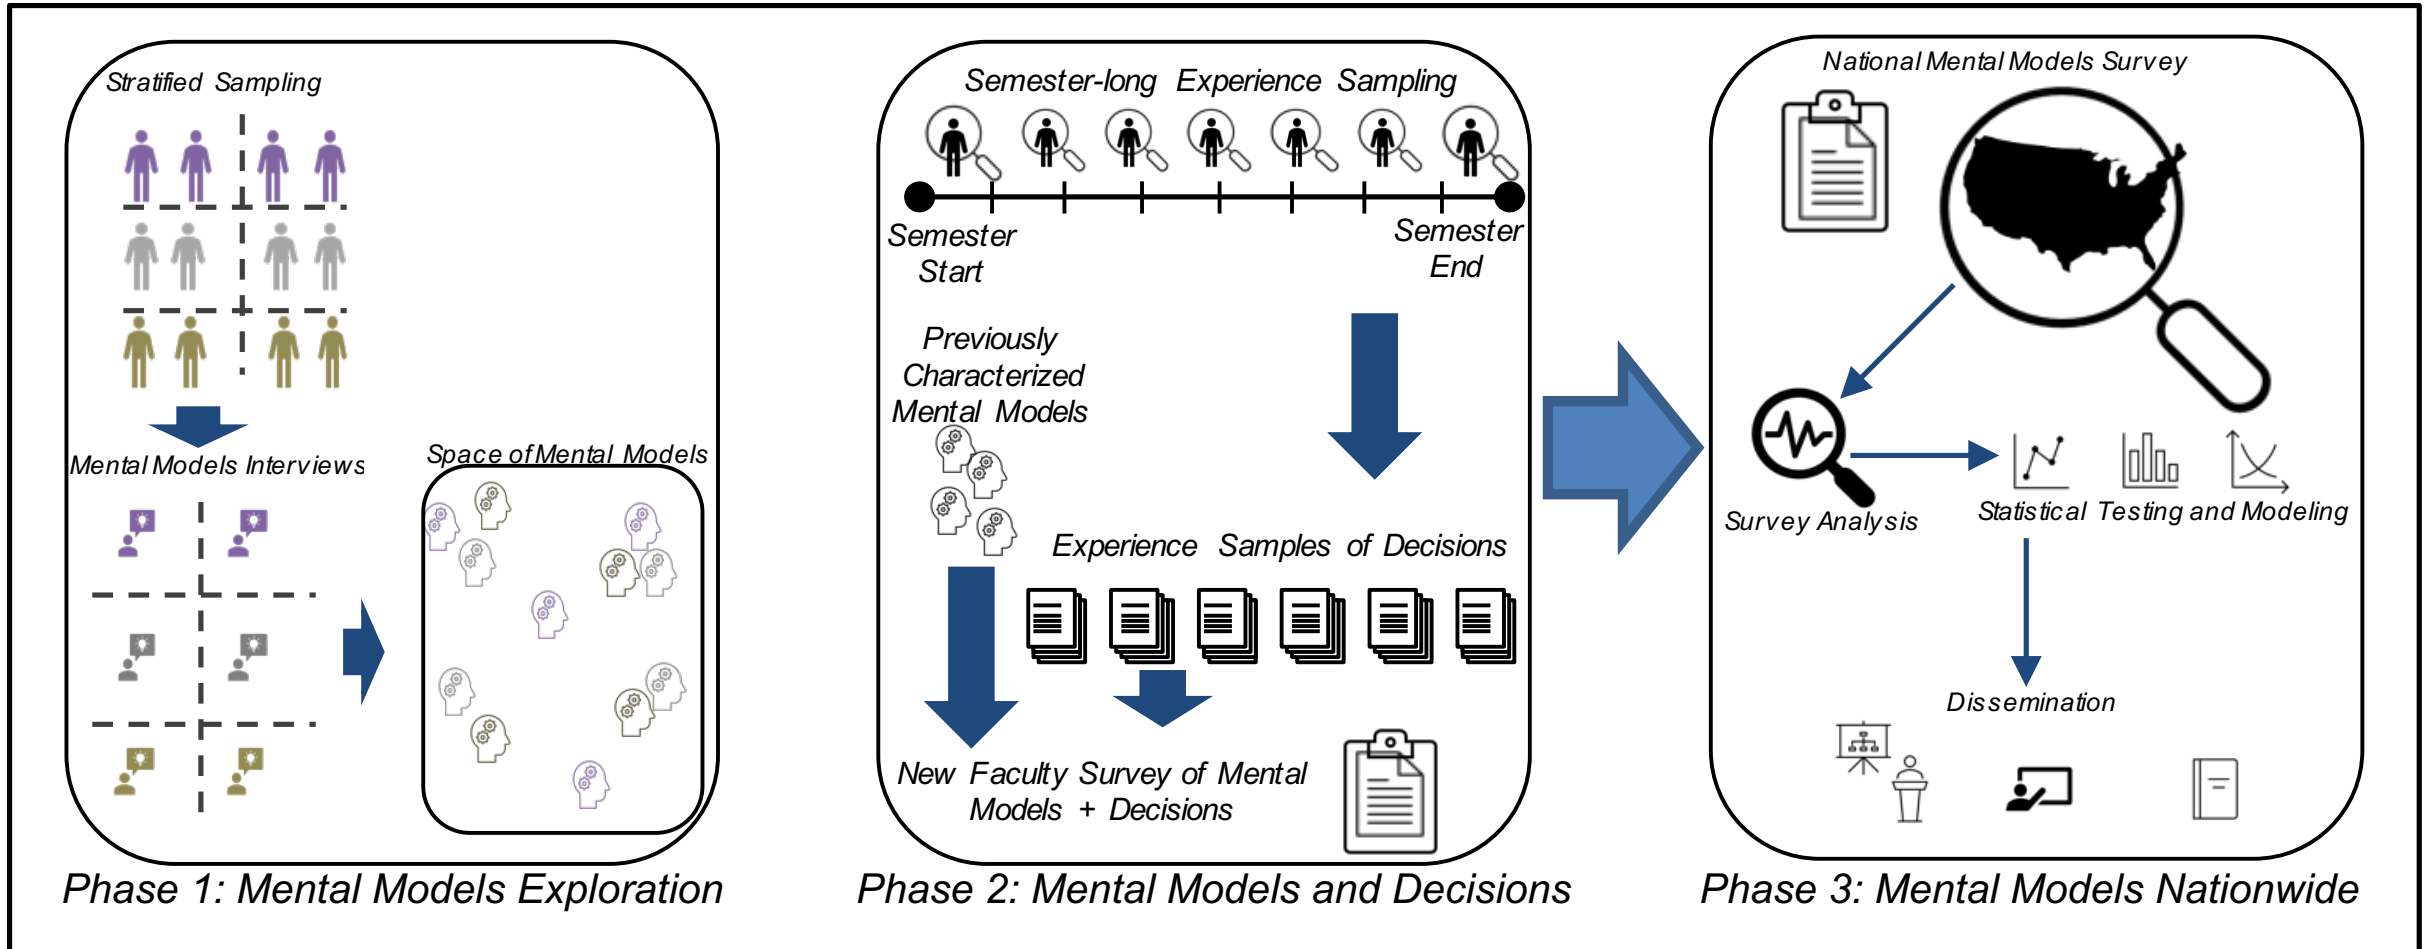 Stratified Sampling
Mental Models Interviews
Space of Mental Models
Phase 1: Mental Models Exploration
Semester-long Experience Sampling
Semester
Start
Semester
End
Previously
Characterized
Mental Models
Experience Samples of Decisions
New Faculty Survey of Mental
Models + Decisions
Phase 2: Mental Models and Decisions
National Mental Models Survey
Survey Analysis
Statistical Testing and Modeling
Dissemination
Phase 3: Mental Models Nationwide